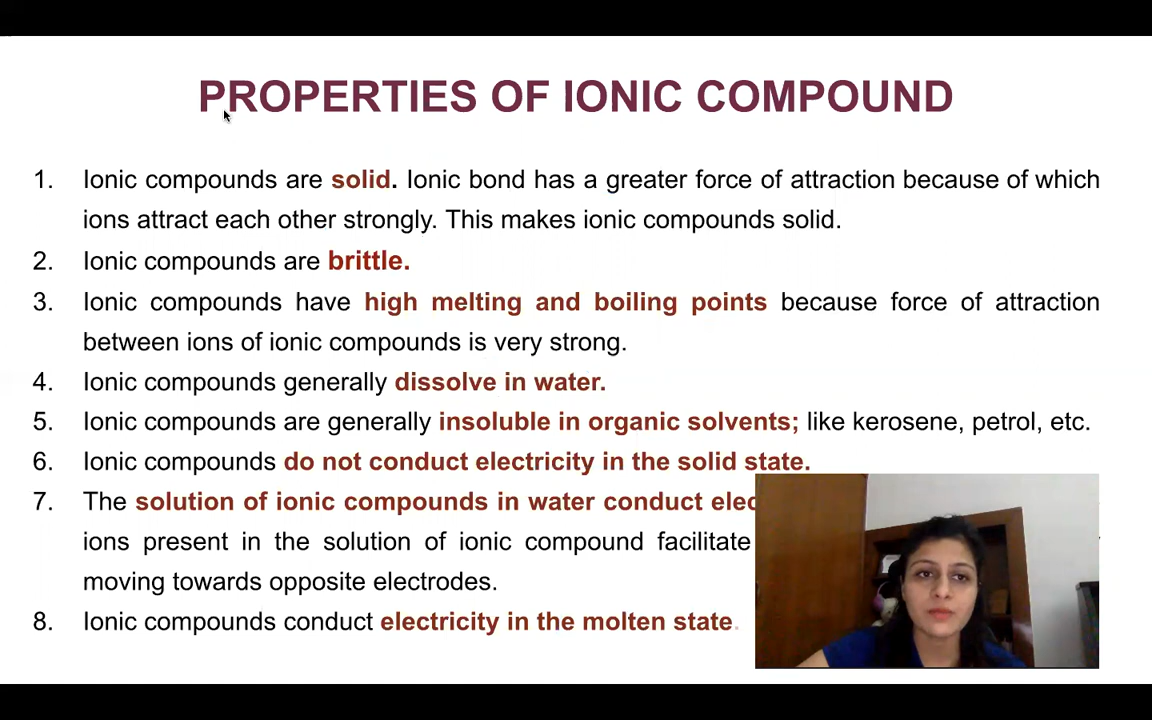 PROPERTIES OF IONIC COMPOUND
1. Ionic compounds are solid. Ionic bond has a greater force of attraction because of which
ions attract each other strongly. This makes ionic compounds solid.
2. Ionic compounds are brittle.
3. Ionic compounds have high melting and boiling points because force of attraction
between ions of ionic compounds is very strong.
4. Ionic compounds generally dissolve in water.
5. Ionic compounds are generally insoluble in organic solvents; like kerosene, petrol, etc.
6. Ionic compounds do not conduct electricity in the solid state.
7. The solution of ionic compounds in water conduct
ions present in the solution of ionic compound facilitate
moving towards opposite electrodes.
8. Ionic compounds conduct electricity in the molten state.